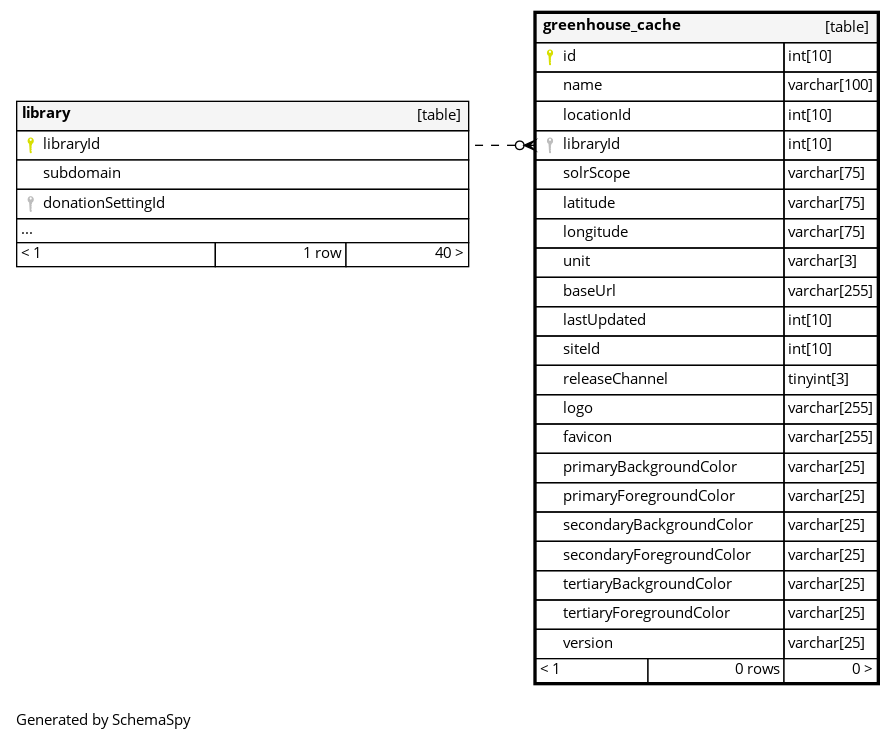 library [table]
libraryId
subdomain
donationSettingId
...
< 1 1 row 40 >
greenhouse_cache [table]
id int[10]
name varchar[100]
locationId int[10]
libraryId int[10]
solrScope varchar[75]
latitude varchar[75]
longitude varchar[75]
unit varchar[3]
baseUrl varchar[255]
lastUpdated int[10]
siteId int[10]
releaseChannel tinyint[3]
logo varchar[255]
favicon varchar[255]
primaryBackgroundColor varchar[25]
primaryForegroundColor varchar[25]
secondaryBackgroundColor varchar[25]
secondaryForegroundColor varchar[25]
tertiaryBackgroundColor varchar[25]
tertiaryForegroundColor varchar[25]
version varchar[25]
< 1 0 rows 0 >
Generated by SchemaSpy